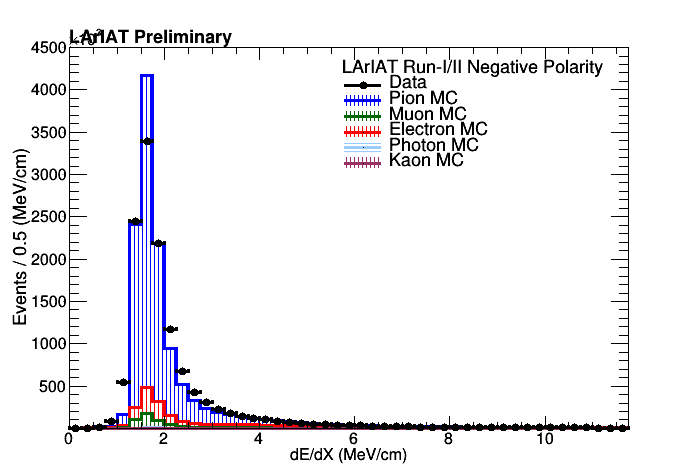 LArIAT Preliminary
×10³
4500
4000
3500
3000
2500
2000
1500
1000
500
0 2 4 6 8 10
Events / 0.5 (MeV/cm)
dE/dX (MeV/cm)
LArIAT Run-I/II Negative Polarity
Data
Pion MC
Muon MC
Electron MC
Photon MC
Kaon MC